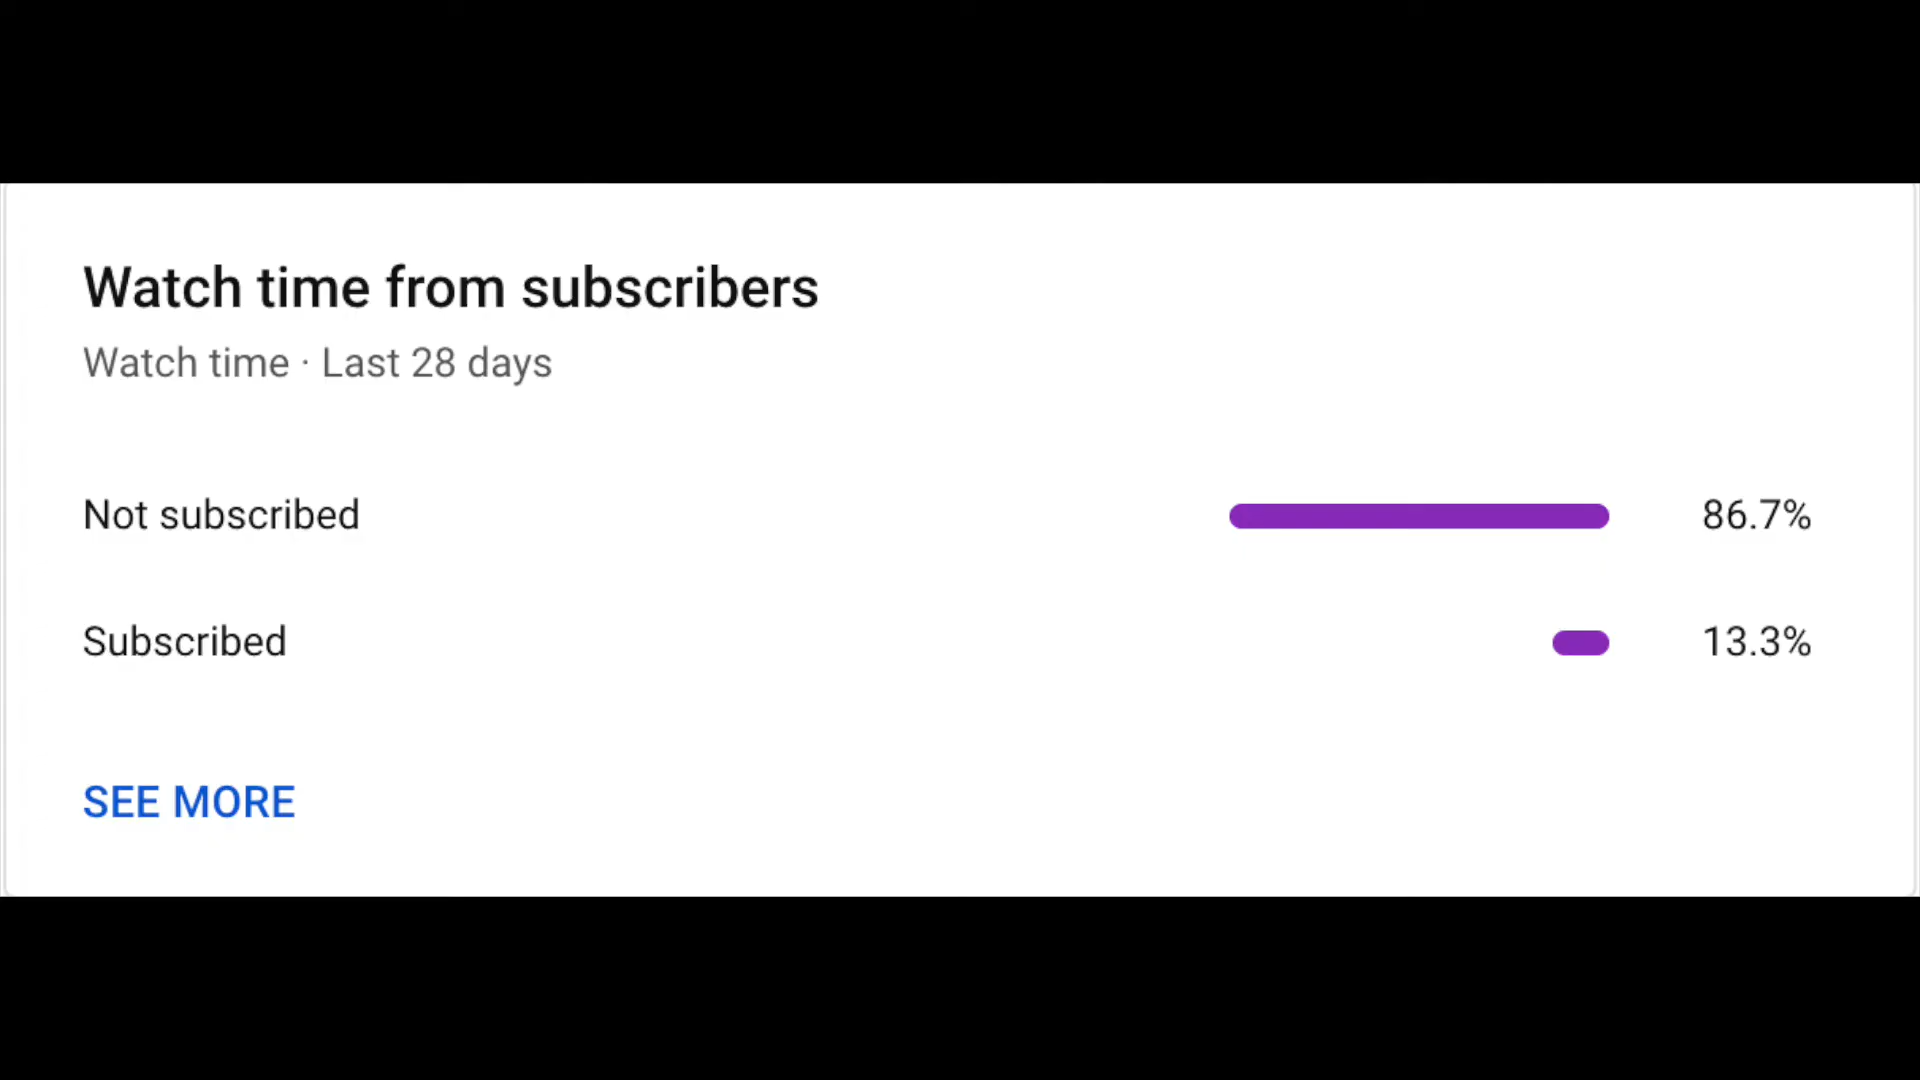 Watch time from subscribers
Watch time · Last 28 days
Not subscribed 86.7%
Subscribed 13.3%
SEE MORE